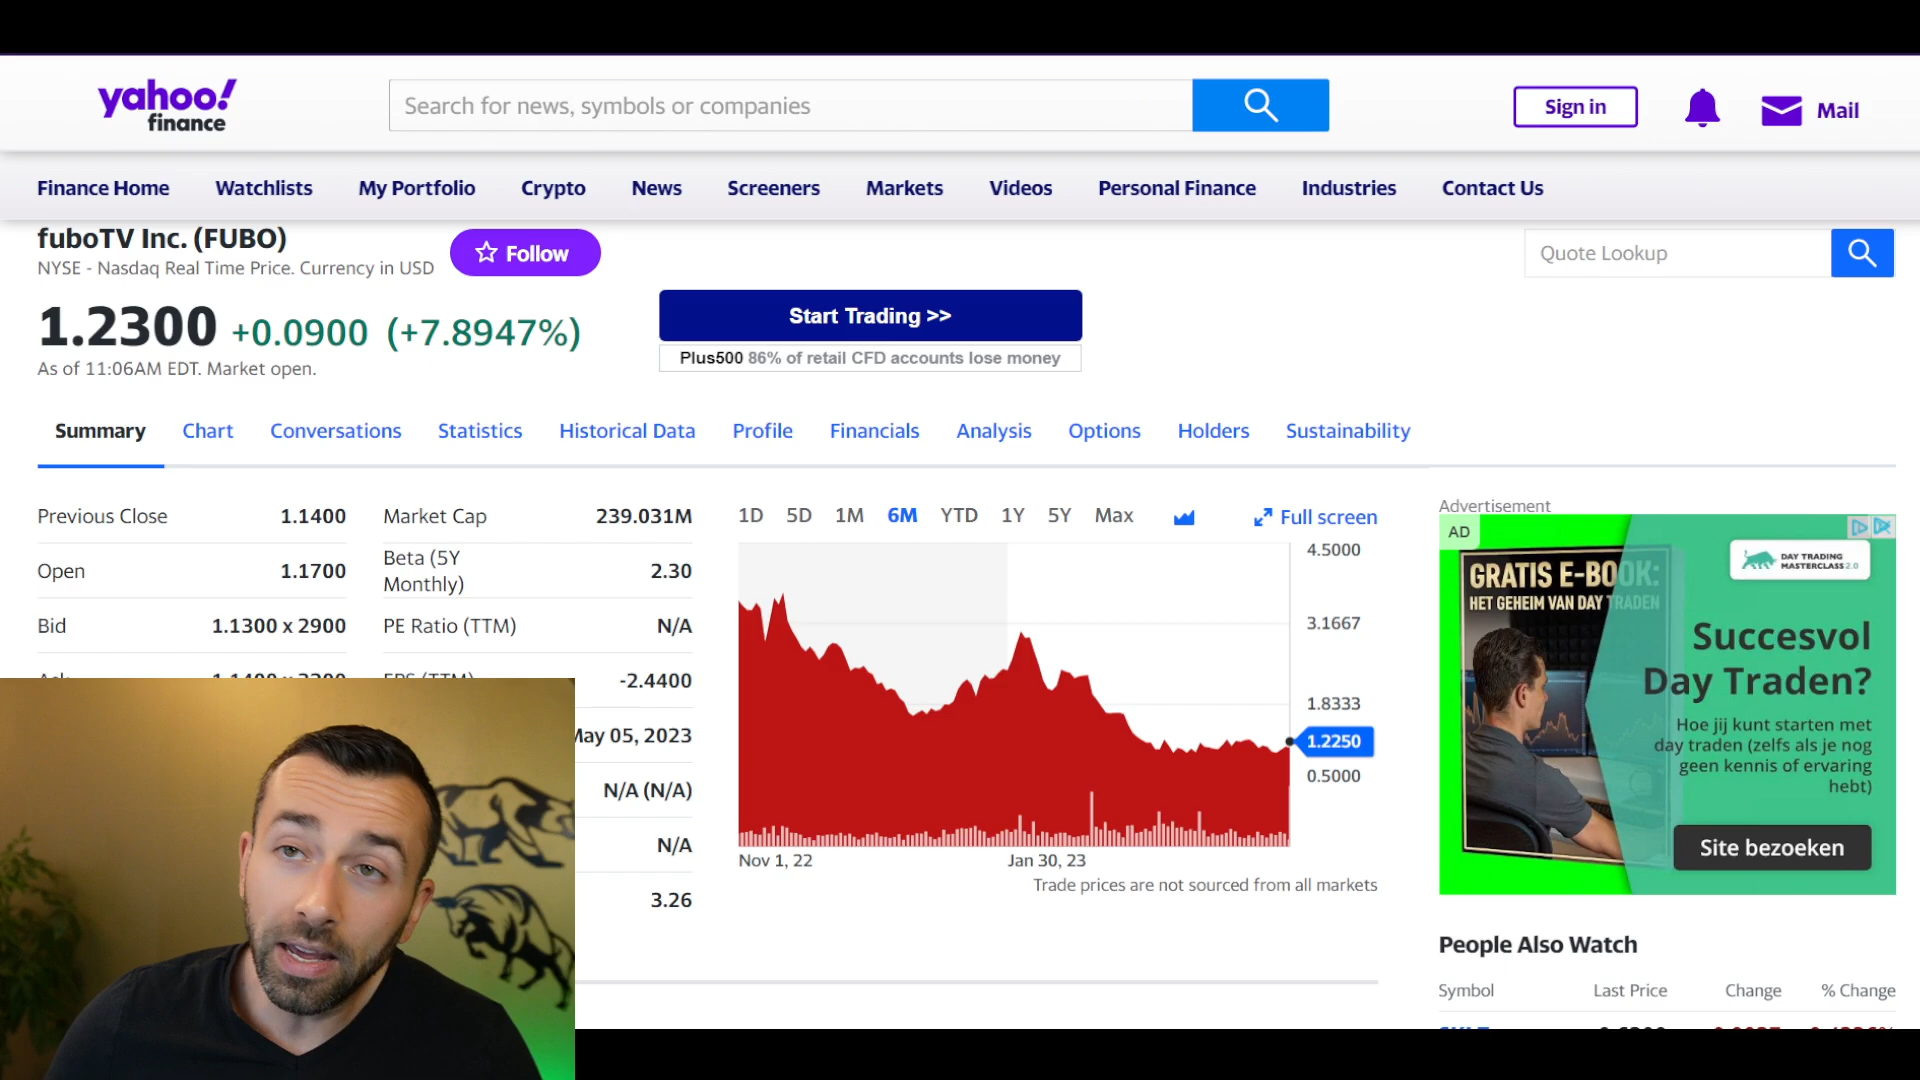 yahoo!
finance
Search for news, symbols or companies
Sign in
Mail
Finance Home
Watchlists
My Portfolio
Crypto
News
Screeners
Markets
Videos
Personal Finance
Industries
Contact Us
fuboTV Inc. (FUBO)
NYSE - Nasdaq Real Time Price. Currency in USD
Follow
Quote Lookup
1.2300 +0.0900 (+7.8947%)
As of 11:06AM EDT. Market open.
Start Trading >>
Plus500 86% of retail CFD accounts lose money
Summary
Chart
Conversations
Statistics
Historical Data
Profile
Financials
Analysis
Options
Holders
Sustainability
Previous Close 1.1400
Open 1.1700
Bid 1.1300 x 2900
Market Cap 239.031M
Beta (5Y
Monthly) 2.30
PE Ratio (TTM) N/A
EPS (TTM) -2.4400
May 05, 2023
N/A (N/A)
N/A
3.26
1D 5D 1M 6M YTD 1Y 5Y Max
Full screen
4.5000
3.1667
1.8333
1.2250
0.5000
Nov 1, 22
Jan 30, 23
Trade prices are not sourced from all markets
Advertisement
AD
DAY TRADING
MASTERCLASS 2.0
GRATIS E-BOOK:
HET GEHEIM VAN DAY TRADEN
Succesvol
Day Traden?
Hoe jij kunt starten met
day traden (zelfs als je nog
geen kennis of ervaring
hebt)
Site bezoeken
People Also Watch
Symbol
Last Price
Change
% Change